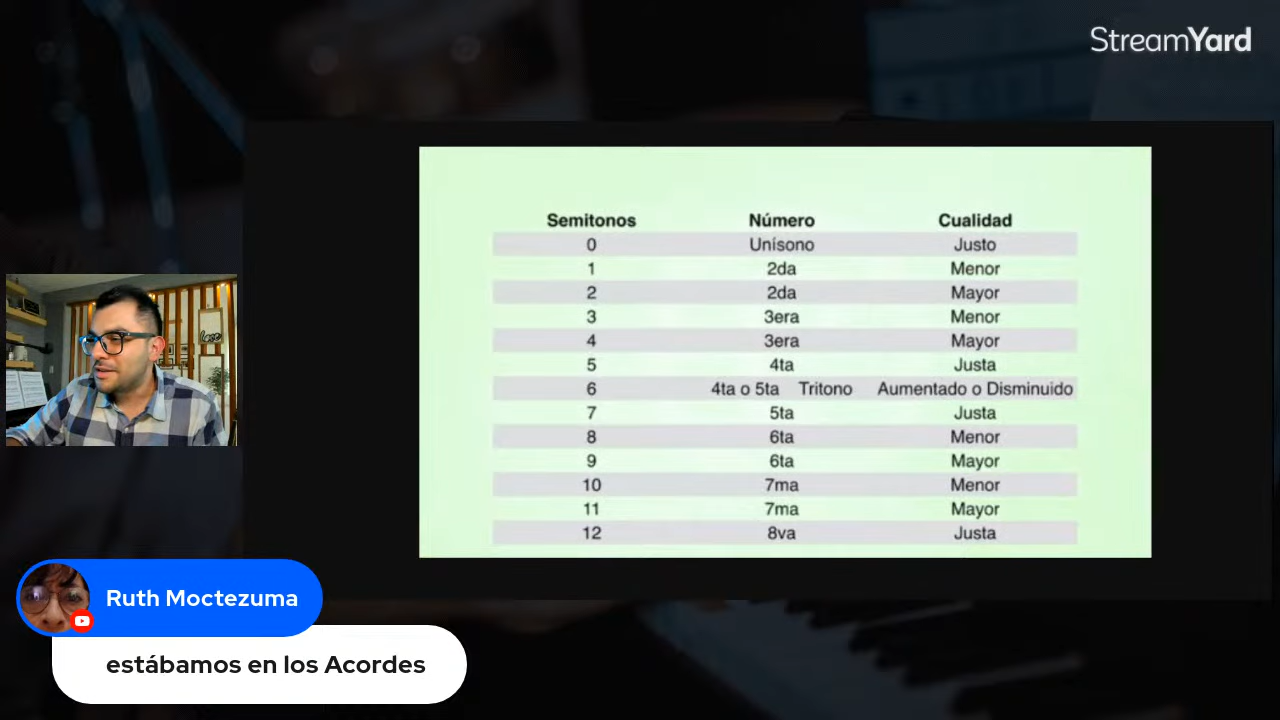 StreamYard
Semitonos Número Cualidad
0 Unísono Justo
1 2da Menor
2 2da Mayor
3 3era Menor
4 3era Mayor
5 4ta Justa
6 4ta o 5ta Tritono Aumentado o Disminuido
7 5ta Justa
8 6ta Menor
9 6ta Mayor
10 7ma Menor
11 7ma Mayor
12 8va Justa
love
Ruth Moctezuma
estábamos en los Acordes